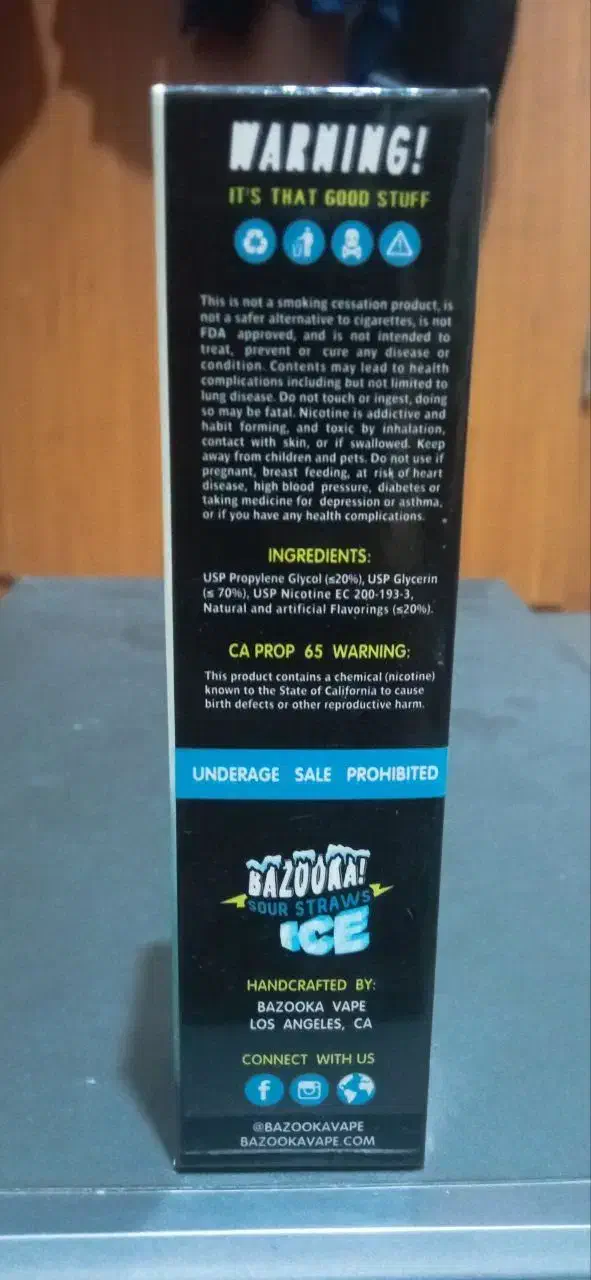 WARNING!
IT'S THAT GOOD STUFF
This is not a smoking cessation product, is
not a safer alternative to cigarettes, is not
FDA approved, and is not intended to
treat, prevent or cure any disease or
condition. Contents may lead to health
complications including but not limited to
lung disease. Do not touch or ingest, doing
so may be fatal. Nicotine is addictive and
habit forming, and toxic by inhalation,
contact with skin, or if swallowed. Keep
away from children and pets. Do not use if
pregnant, breast feeding, at risk of heart
disease, high blood pressure, diabetes or
taking medicine for depression or asthma,
or if you have any health complications.
INGREDIENTS:
USP Propylene Glycol (≤20%), USP Glycerin
(≤ 70%), USP Nicotine EC 200-193-3,
Natural and artificial Flavorings (≤20%).
CA PROP 65 WARNING:
This product contains a chemical (nicotine)
known to the State of California to cause
birth defects or other reproductive harm.
UNDERAGE SALE PROHIBITED
BAZOOKA!
SOUR STRAWS
ICE
HANDCRAFTED BY:
BAZOOKA VAPE
LOS ANGELES, CA
CONNECT WITH US
@BAZOOKAVAPE
BAZOOKAVAPE.COM